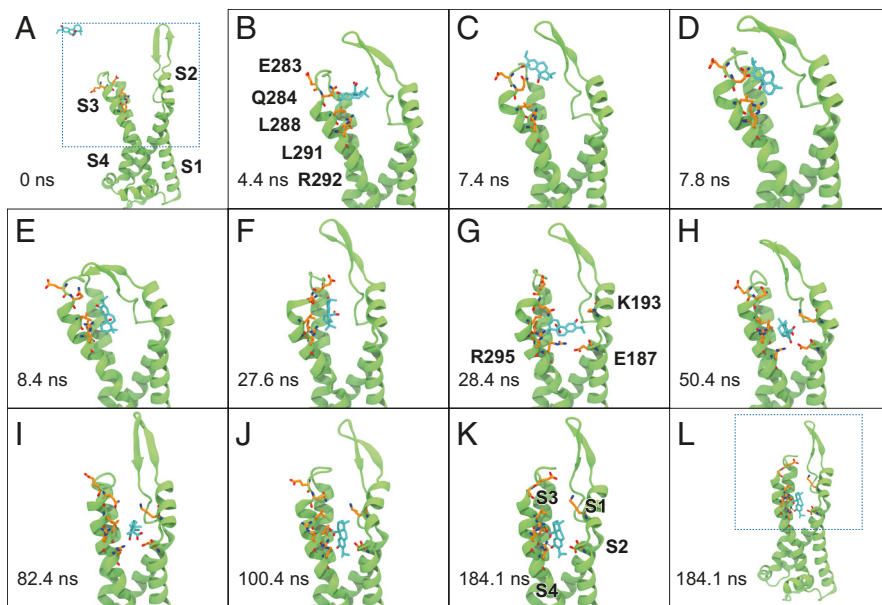 A
S2
S3
S4
S1
0 ns
B
E283
Q284
L288
L291
R292
4.4 ns
C
7.4 ns
D
7.8 ns
E
8.4 ns
F
27.6 ns
G
K193
R295
E187
28.4 ns
H
50.4 ns
I
82.4 ns
J
100.4 ns
K
S3
S1
S2
S4
184.1 ns
L
184.1 ns